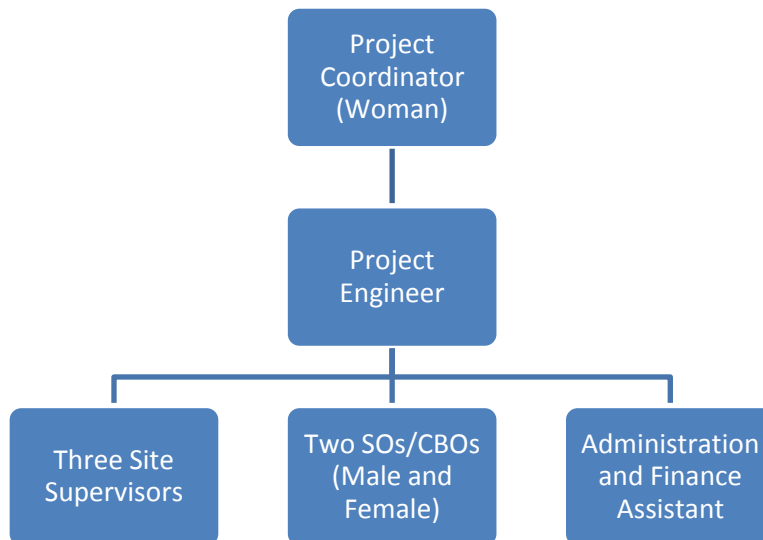 Project
Coordinator
(Woman)
Project
Engineer
Three Site
Supervisors
Two SOs/CBOs
(Male and
Female)
Administration
and Finance
Assistant